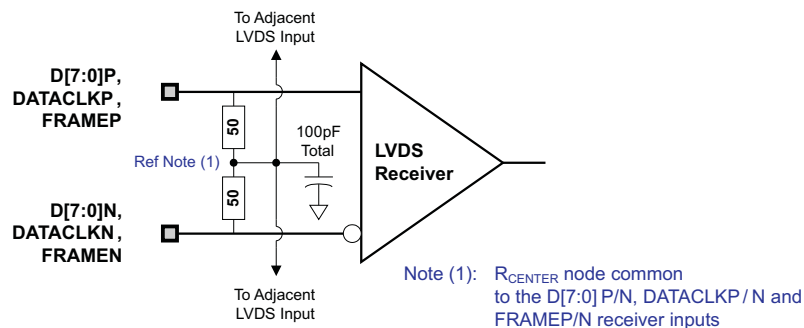 To Adjacent
LVDS Input
D[7:0]P,
DATACLKP,
FRAMEP
50
100pF
Total
LVDS
Receiver
Ref Note (1)
50
D[7:0]N,
DATACLKN,
FRAMEN
To Adjacent
LVDS Input
Note (1): RCENTER node common
to the D[7:0] P/N, DATACLKP/N and
FRAMEP/N receiver inputs